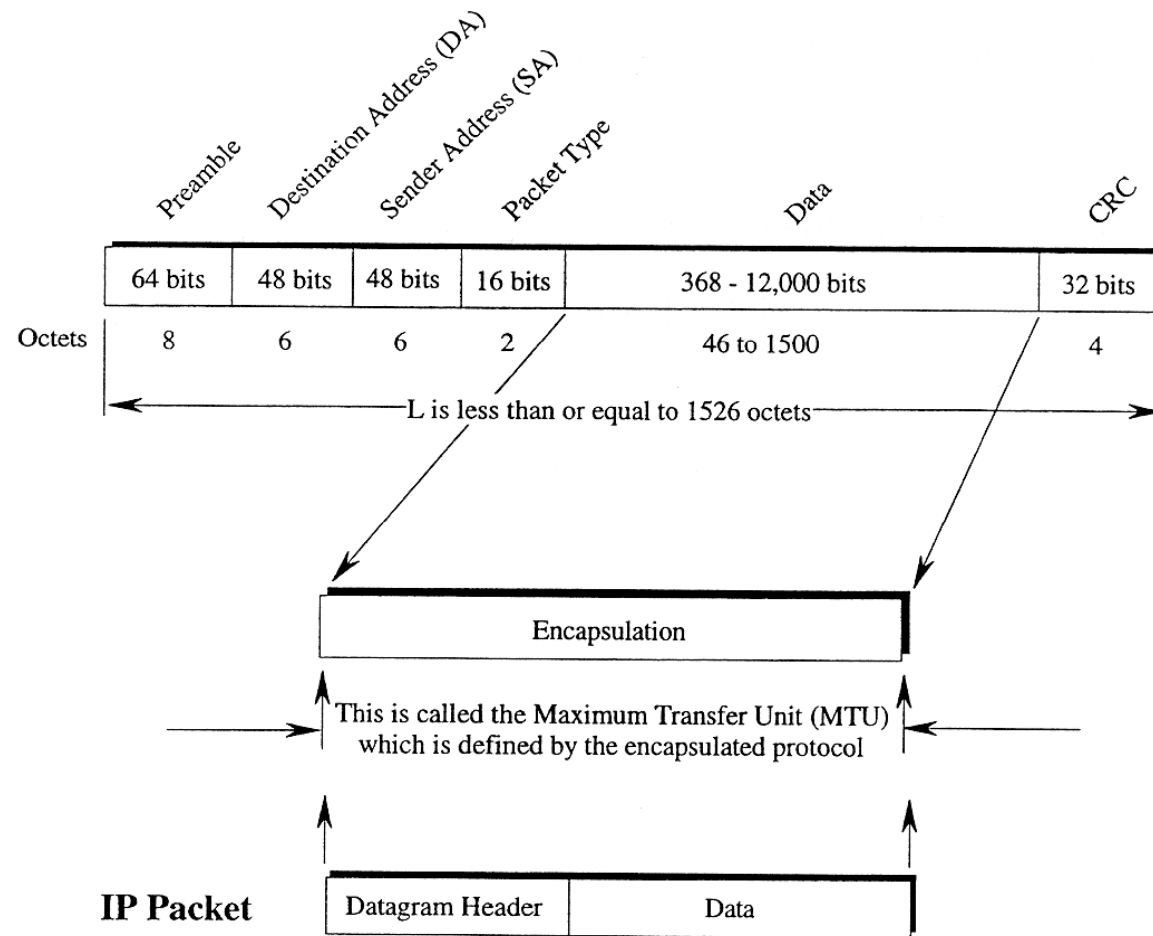 Preamble
Destination Address (DA)
Sender Address (SA)
Packet Type
Data
CRC
64 bits
48 bits
48 bits
16 bits
368 - 12,000 bits
32 bits
Octets
8
6
6
2
46 to 1500
4
L is less than or equal to 1526 octets
Encapsulation
This is called the Maximum Transfer Unit (MTU)
which is defined by the encapsulated protocol
IP Packet
Datagram Header
Data